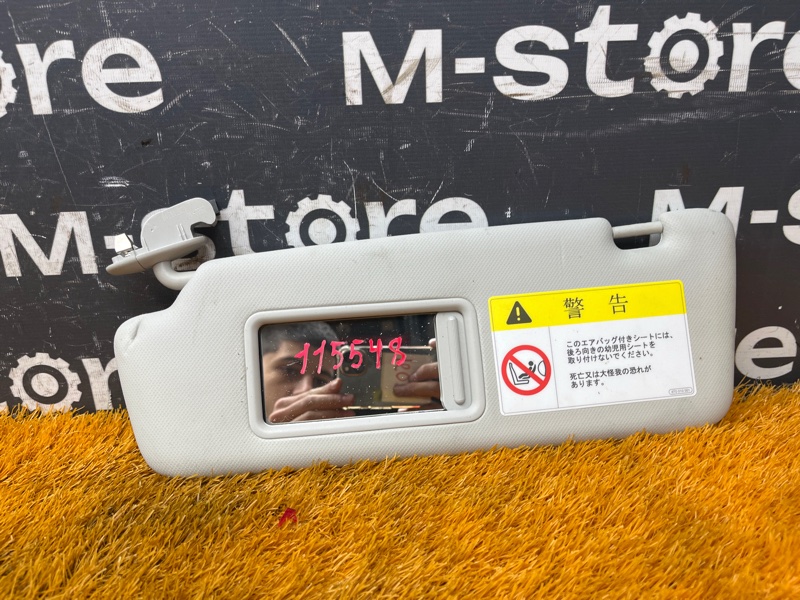 ore
M-store
M-store
M-s
re
115548
警告
このエアバッグ付きシートには、
後ろ向きの幼児用シートを
取り付けないでください。
死亡又は大怪我の恐れが
あります。